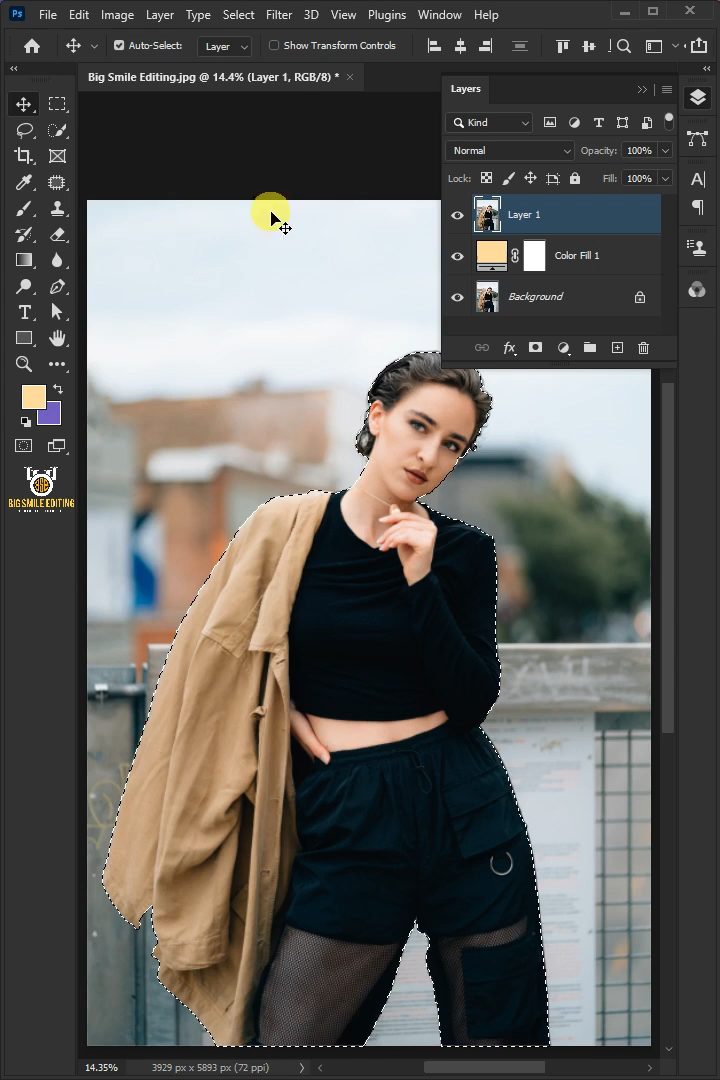 Ps File Edit Image Layer Type Select Filter 3D View Plugins Window Help
Auto-Select: Layer Show Transform Controls
Big Smile Editing.jpg @ 14.4% (Layer 1, RGB/8) *
Layers
Kind
Normal Opacity: 100%
Lock: Fill: 100%
Layer 1
Color Fill 1
Background
fx
BIG SMILE EDITING
14.35% 3929 px x 5893 px (72 ppi)